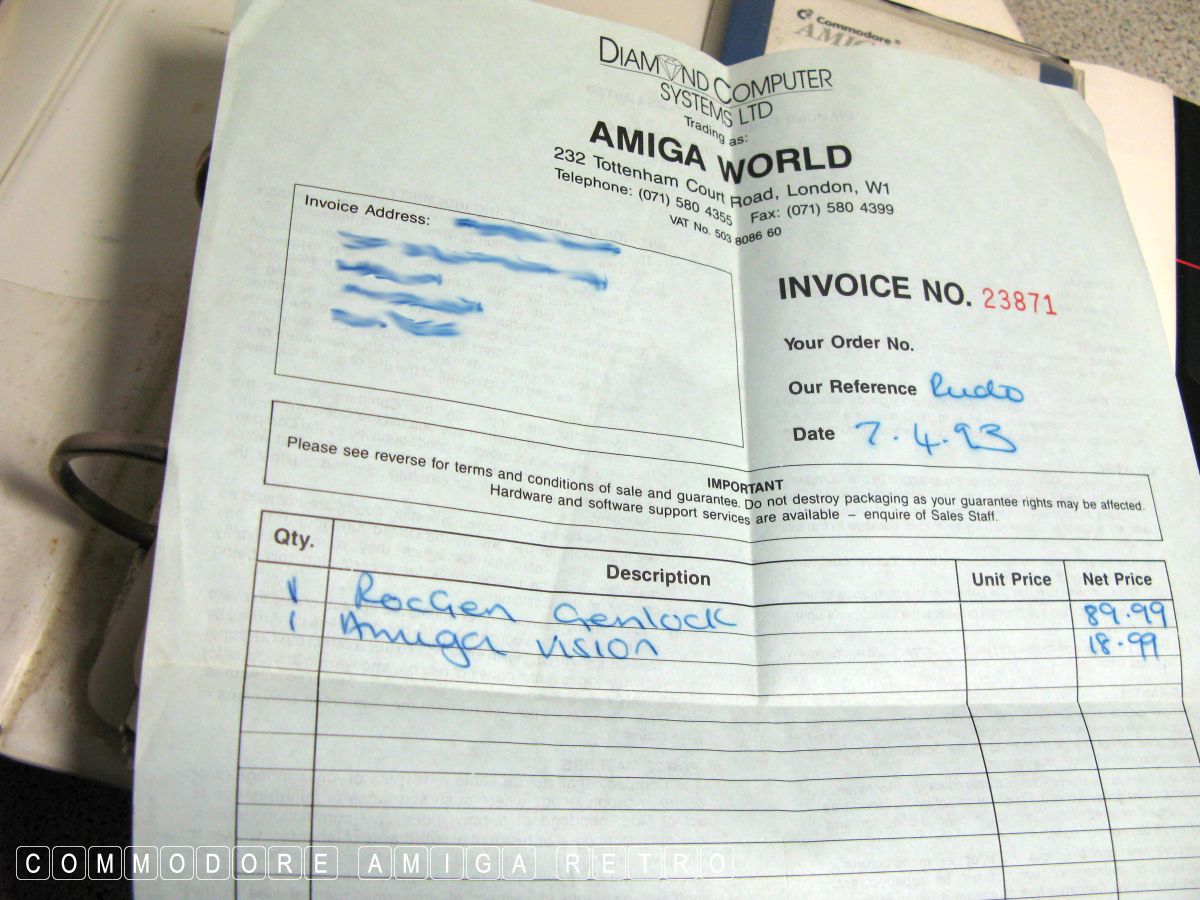 Commodore®
AMIG
DIAMOND COMPUTER
SYSTEMS LTD
Trading as:
AMIGA WORLD
232 Tottenham Court Road, London, W1
Telephone: (071) 580 4355 Fax: (071) 580 4399
VAT No. 503 8086 60
Invoice Address:
INVOICE NO. 23871
Your Order No.
Our Reference Rudo
Date 7.4.93
IMPORTANT
Please see reverse for terms and conditions of sale and guarantee. Do not destroy packaging as your guarantee rights may be affected.
Hardware and software support services are available – enquire of Sales Staff.
Qty. Description Unit Price Net Price
1 RocGen Genlock 89.99
1 Amiga Vision 18.99
COMMODORE AMIGA RETRO